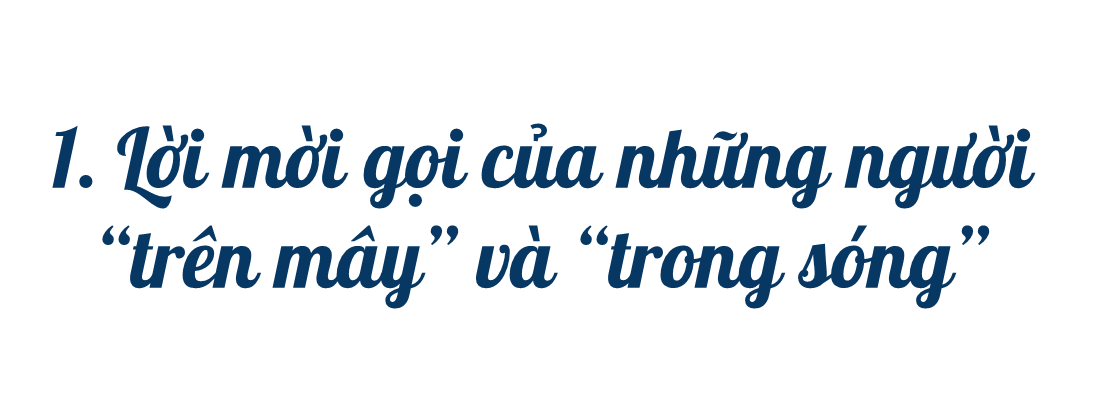 1. Lời mời gọi của những người
“trên mây” và “trong sóng”